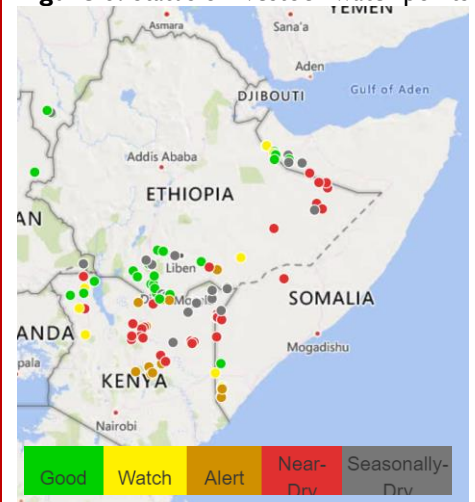 YEMEN
Asmara
Sana'a
Aden
DJIBOUTI
Gulf of Aden
Addis Ababa
ETHIOPIA
AN
Liben
SOMALIA
ANDA
Mogadishu
pala
KENYA
Nairobi
Good
Watch
Alert
Near-
Dry
Seasonally-
Dry